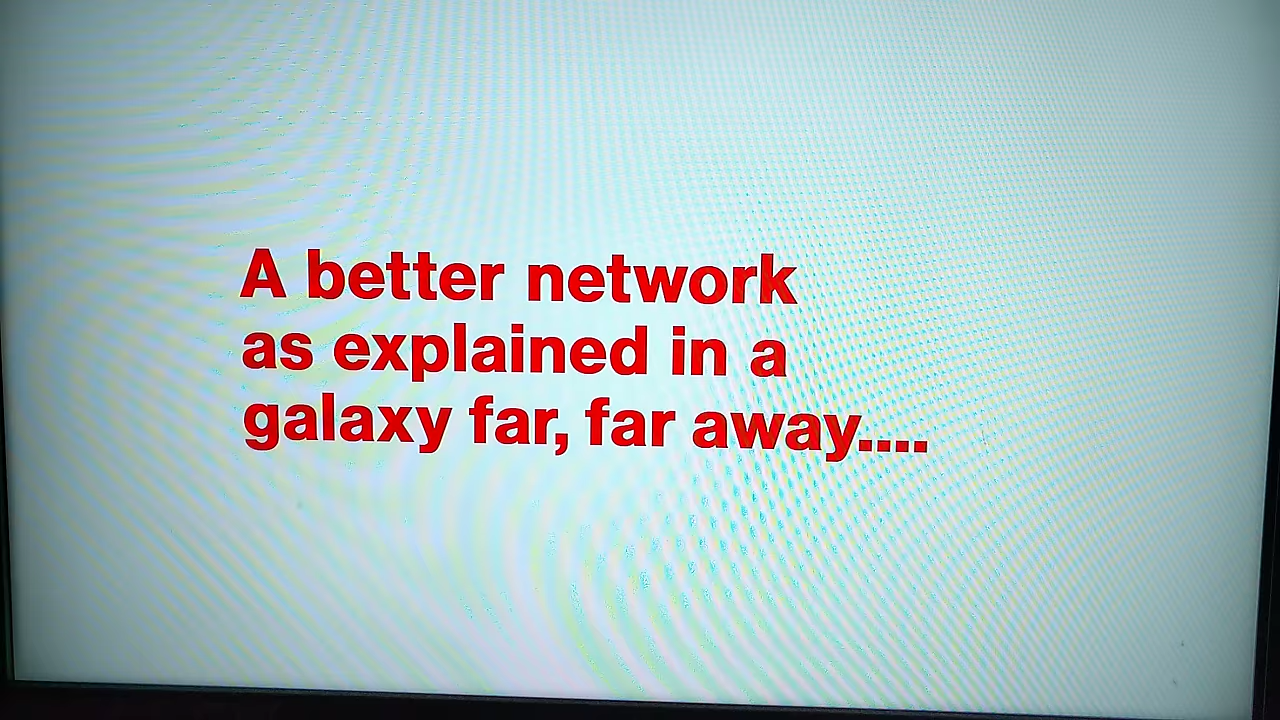 A better network
as explained in a
galaxy far, far away....